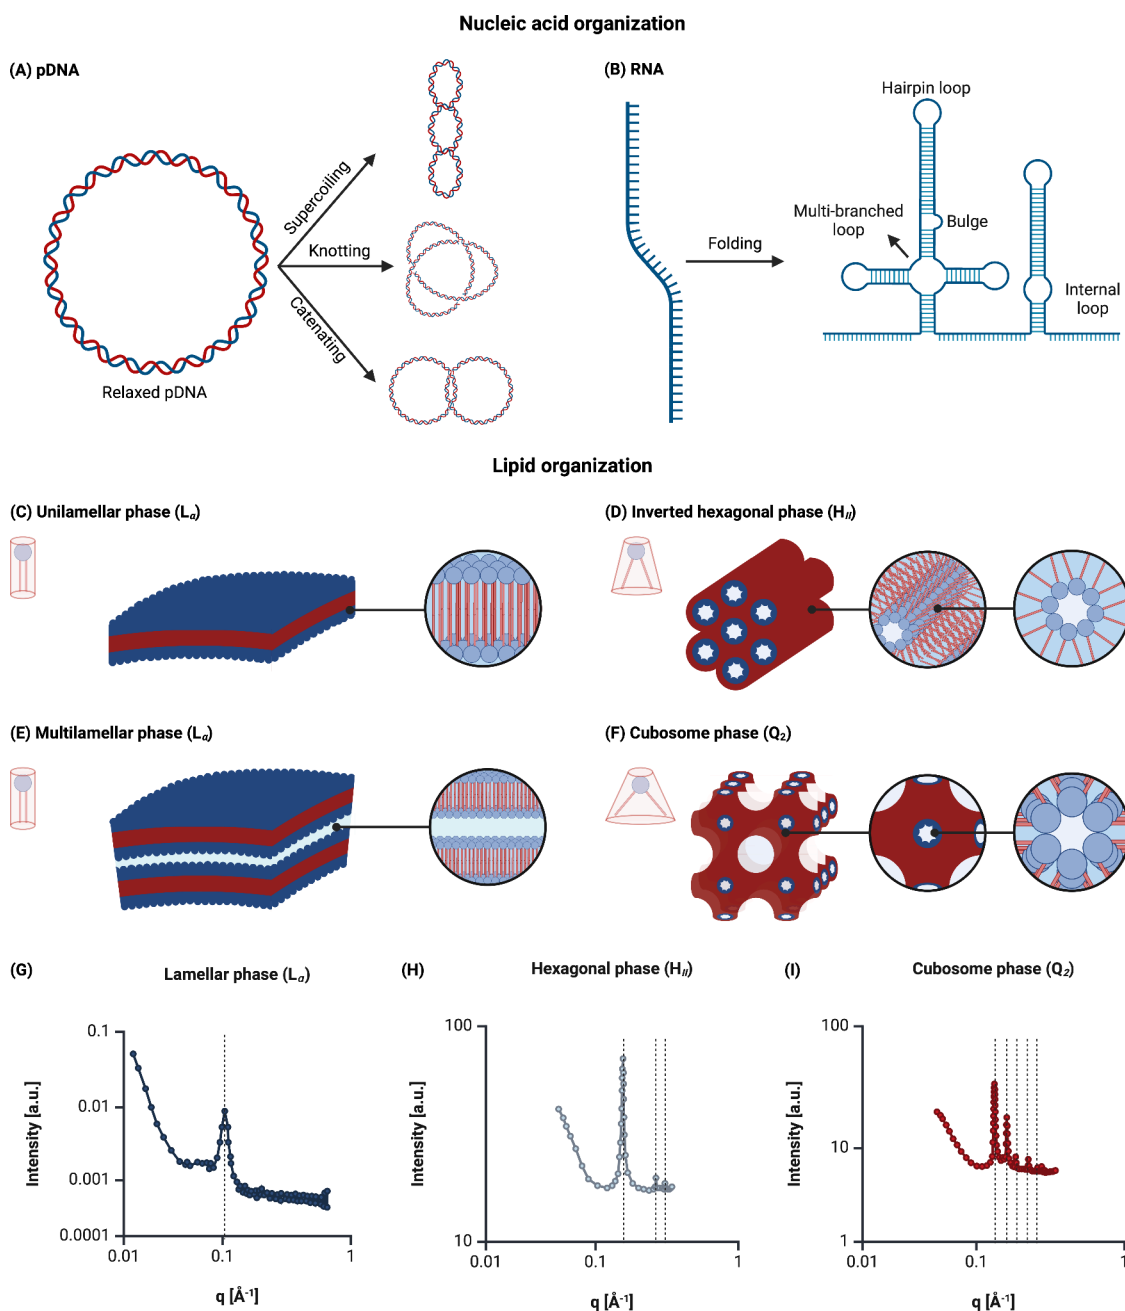 Nucleic acid organization
(A) pDNA
Supercoiling
Knotting
Catenating
Relaxed pDNA
(B) RNA
Folding
Hairpin loop
Multi-branched
loop
Bulge
Internal
loop
Lipid organization
(C) Unilamellar phase (Lα)
(D) Inverted hexagonal phase (HII)
(E) Multilamellar phase (Lα)
(F) Cubosome phase (Q2)
(G)
Lamellar phase (Lα)
Intensity [a.u.]
0.1
0.01
0.001
0.0001
0.01
0.1
1
q [Å-1]
(H)
Hexagonal phase (HII)
Intensity [a.u.]
100
10
0.01
0.1
1
q [Å-1]
(I)
Cubosome phase (Q2)
Intensity [a.u.]
100
10
1
0.01
0.1
1
q [Å-1]